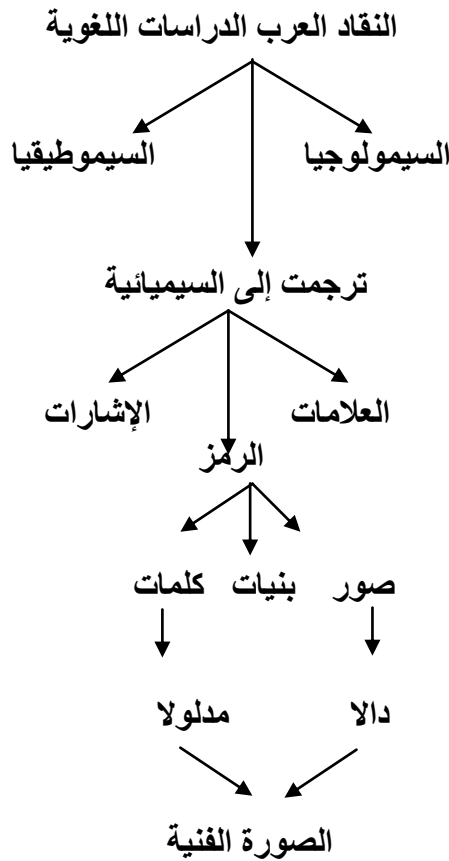 النقاد العرب الدراسات اللغوية
السيمولوجيا السيموطيقيا
ترجمت إلى السيميائية
العلامات الإشارات
الرمز
صور بنيات كلمات
دالا مدلولا
الصورة الفنية